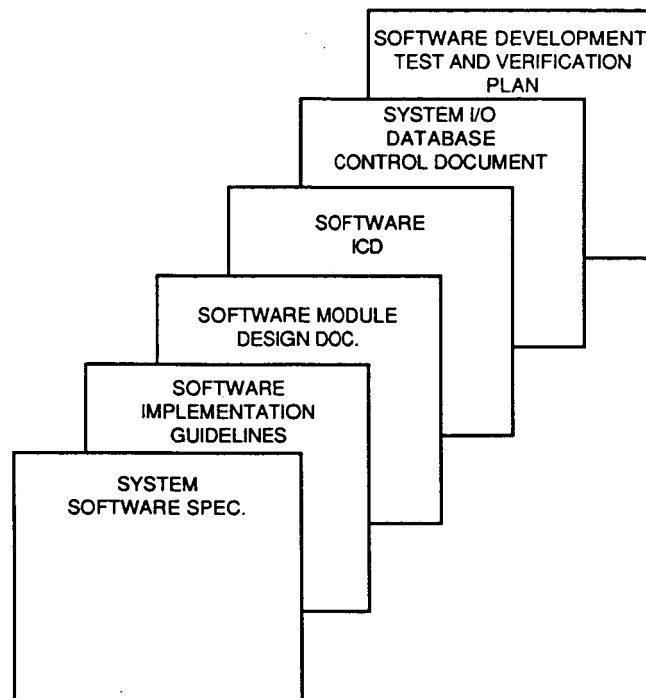 SOFTWARE DEVELOPMENT
TEST AND VERIFICATION
PLAN
SYSTEM I/O
DATABASE
CONTROL DOCUMENT
SOFTWARE
ICD
SOFTWARE MODULE
DESIGN DOC.
SOFTWARE
IMPLEMENTATION
GUIDELINES
SYSTEM
SOFTWARE SPEC.